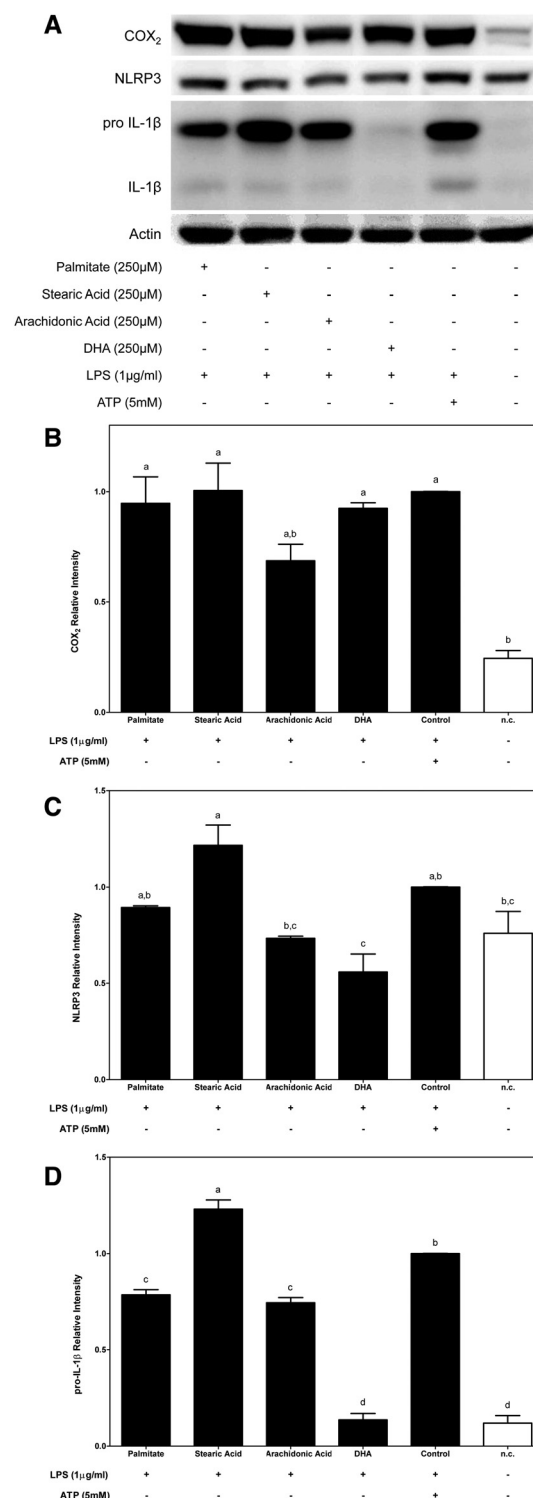 A
COX₂
NLRP3
pro IL-1β
IL-1β
Actin
Palmitate (250μM) + - - - - -
Stearic Acid (250μM) - + - - - -
Arachidonic Acid (250μM) - - + - - -
DHA (250μM) - - - + - -
LPS (1μg/ml) + + + + + -
ATP (5mM) - - - - + -
B
COX₂ Relative Intensity
1.0
0.5
0.0
a a a,b a a b
Palmitate Stearic Acid Arachidonic Acid DHA Control n.c.
LPS (1μg/ml) + + + + + -
ATP (5mM) - - - - + -
C
NLRP3 Relative Intensity
1.5
1.0
0.5
0.0
a,b a b,c c a,b b,c
Palmitate Stearic Acid Arachidonic Acid DHA Control n.c.
LPS (1μg/ml) + + + + + -
ATP (5mM) - - - - + -
D
pro-IL-1β Relative Intensity
1.5
1.0
0.5
0.0
c a c d b d
Palmitate Stearic Acid Arachidonic Acid DHA Control n.c.
LPS (1μg/ml) + + + + + -
ATP (5mM) - - - - + -